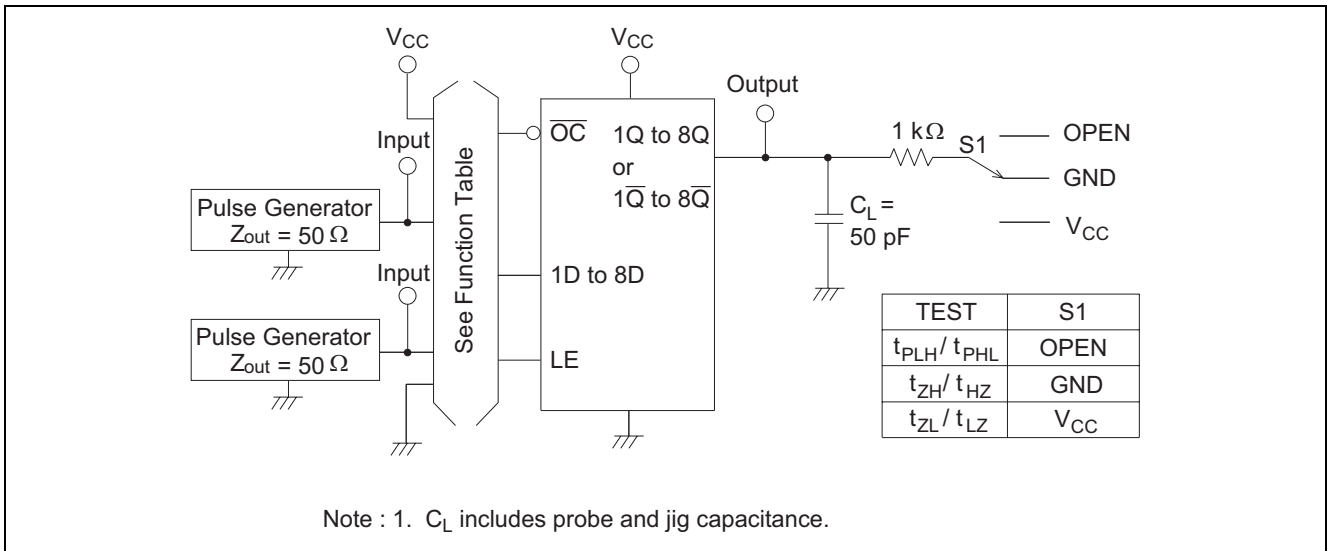 VCC
VCC
Output
Input
OC̅
1Q to 8Q
or
1Q̅ to 8Q̅
1 kΩ
S1
OPEN
GND
VCC
Pulse Generator
Zout = 50 Ω
See Function Table
CL =
50 pF
Input
1D to 8D
Pulse Generator
Zout = 50 Ω
LE
TEST S1
tPLH / tPHL OPEN
tZH / tHZ GND
tZL / tLZ VCC
Note : 1. CL includes probe and jig capacitance.